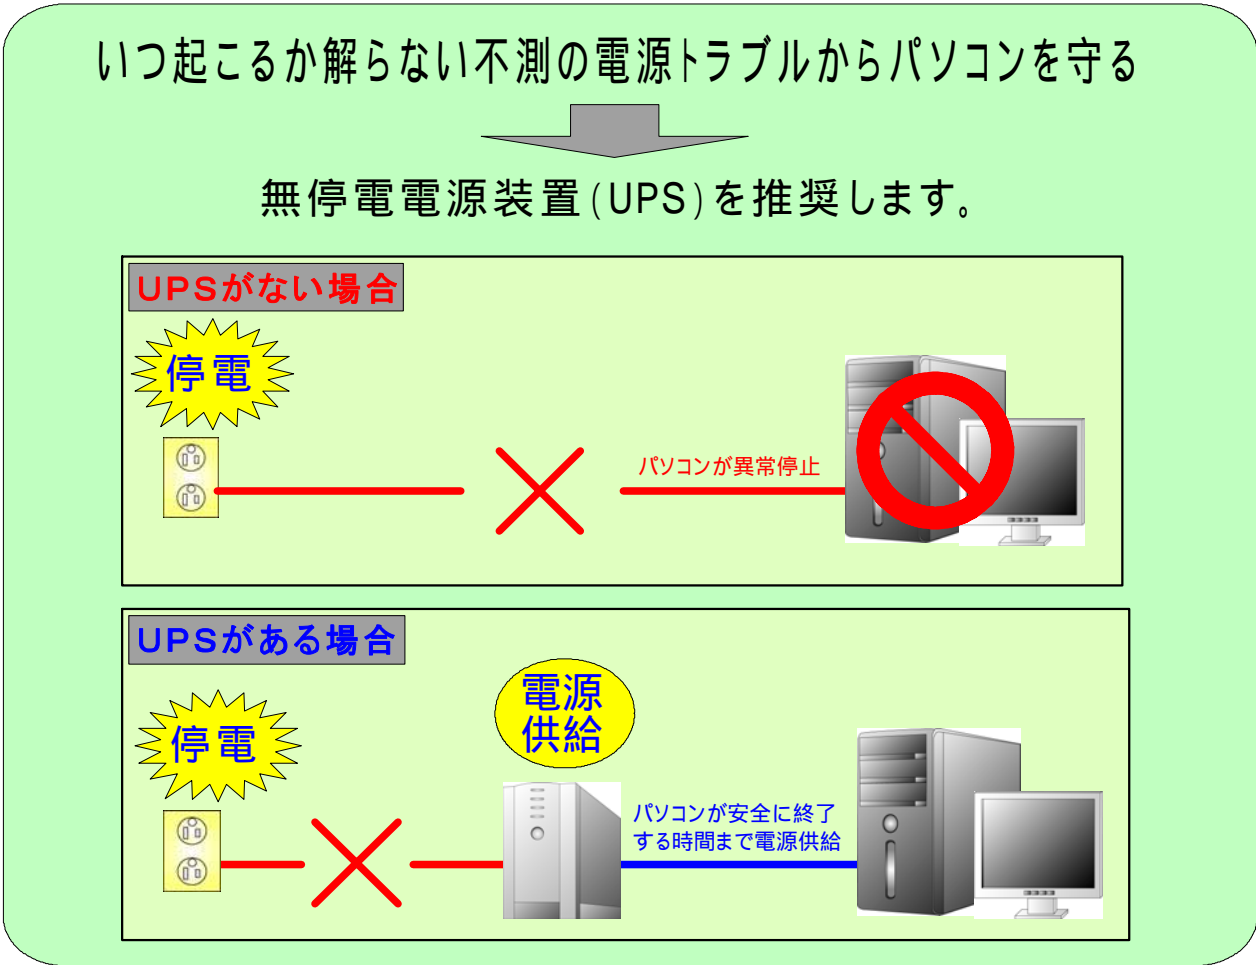 いつ起こるか解らない不測の電源トラブルからパソコンを守る
無停電電源装置(UPS)を推奨します。
UPSがない場合
停電
パソコンが異常停止
UPSがある場合
停電
電源
供給
パソコンが安全に終了
する時間まで電源供給